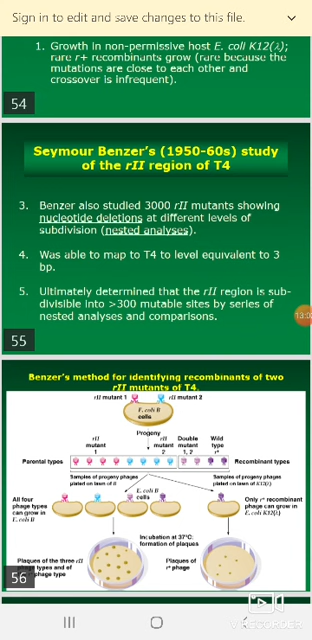 Sign in to edit and save changes to this file.
1. Growth in non-permissive host E. coli K12(λ);
rare r+ recombinants grow (rare because the
mutations are close to each other and
crossover is infrequent).
54
Seymour Benzer's (1950-60s) study
of the rII region of T4
3. Benzer also studied 3000 rII mutants showing
nucleotide deletions at different levels of
subdivision (nested analyses).
4. Was able to map to T4 to level equivalent to 3
bp.
5. Ultimately determined that the rII region is sub-
divisible into >300 mutable sites by series of
nested analyses and comparisons.
55
Benzer's method for identifying recombinants of two
rII mutants of T4.
rII mutant 1
rII mutant 2
E. coli B
cells
Progeny
rII
mutant
1
rII
mutant
2
Double
mutant
1, 2
Wild
type
r+
Parental types
Recombinant types
Samples of progeny phages
plated on lawn of B
Samples of progeny phages
All four
phage types can
grow in
E. coli B
E. coli B
cells
Only r+ recombinant
phage can grow in
E. coli K12(λ)
Incubation at 37°C:
formation of plaques
Plaques of the three rII
phage types and of
phage type
Plaques of
r+ phage
56
RECORDER